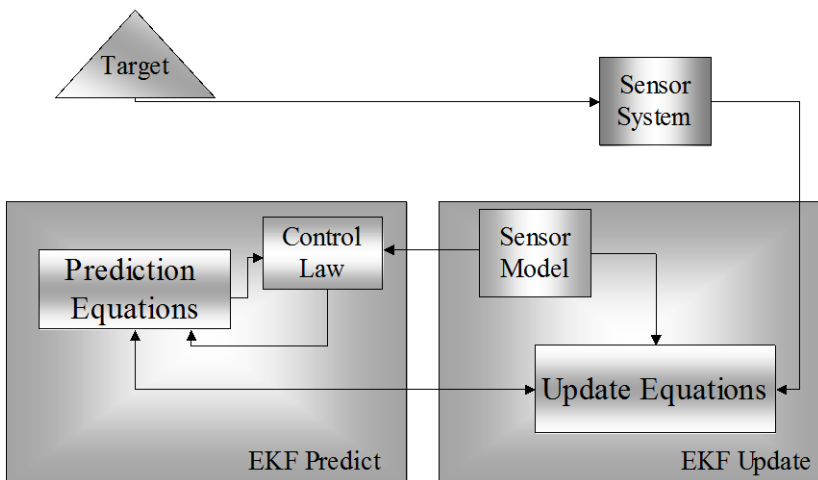 Target
Sensor
System
Control
Law
Sensor
Model
Prediction
Equations
Update Equations
EKF Predict
EKF Update